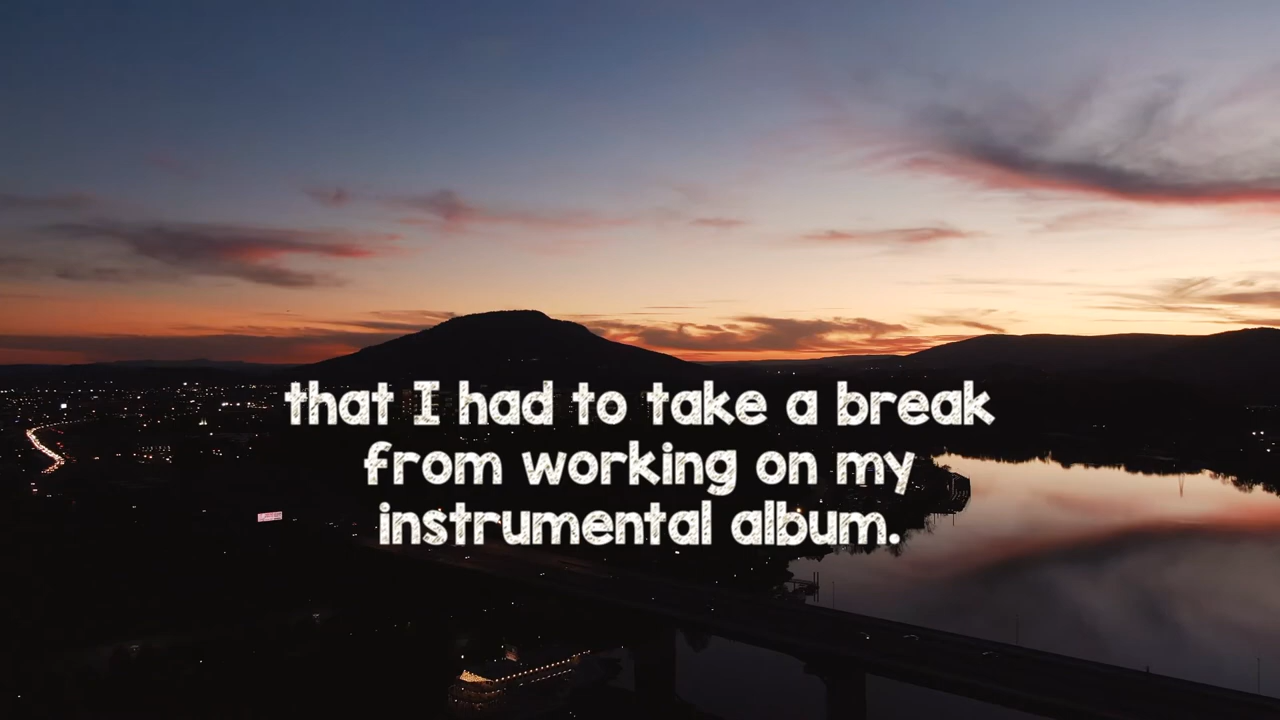 that I had to take a break
from working on my
instrumental album.